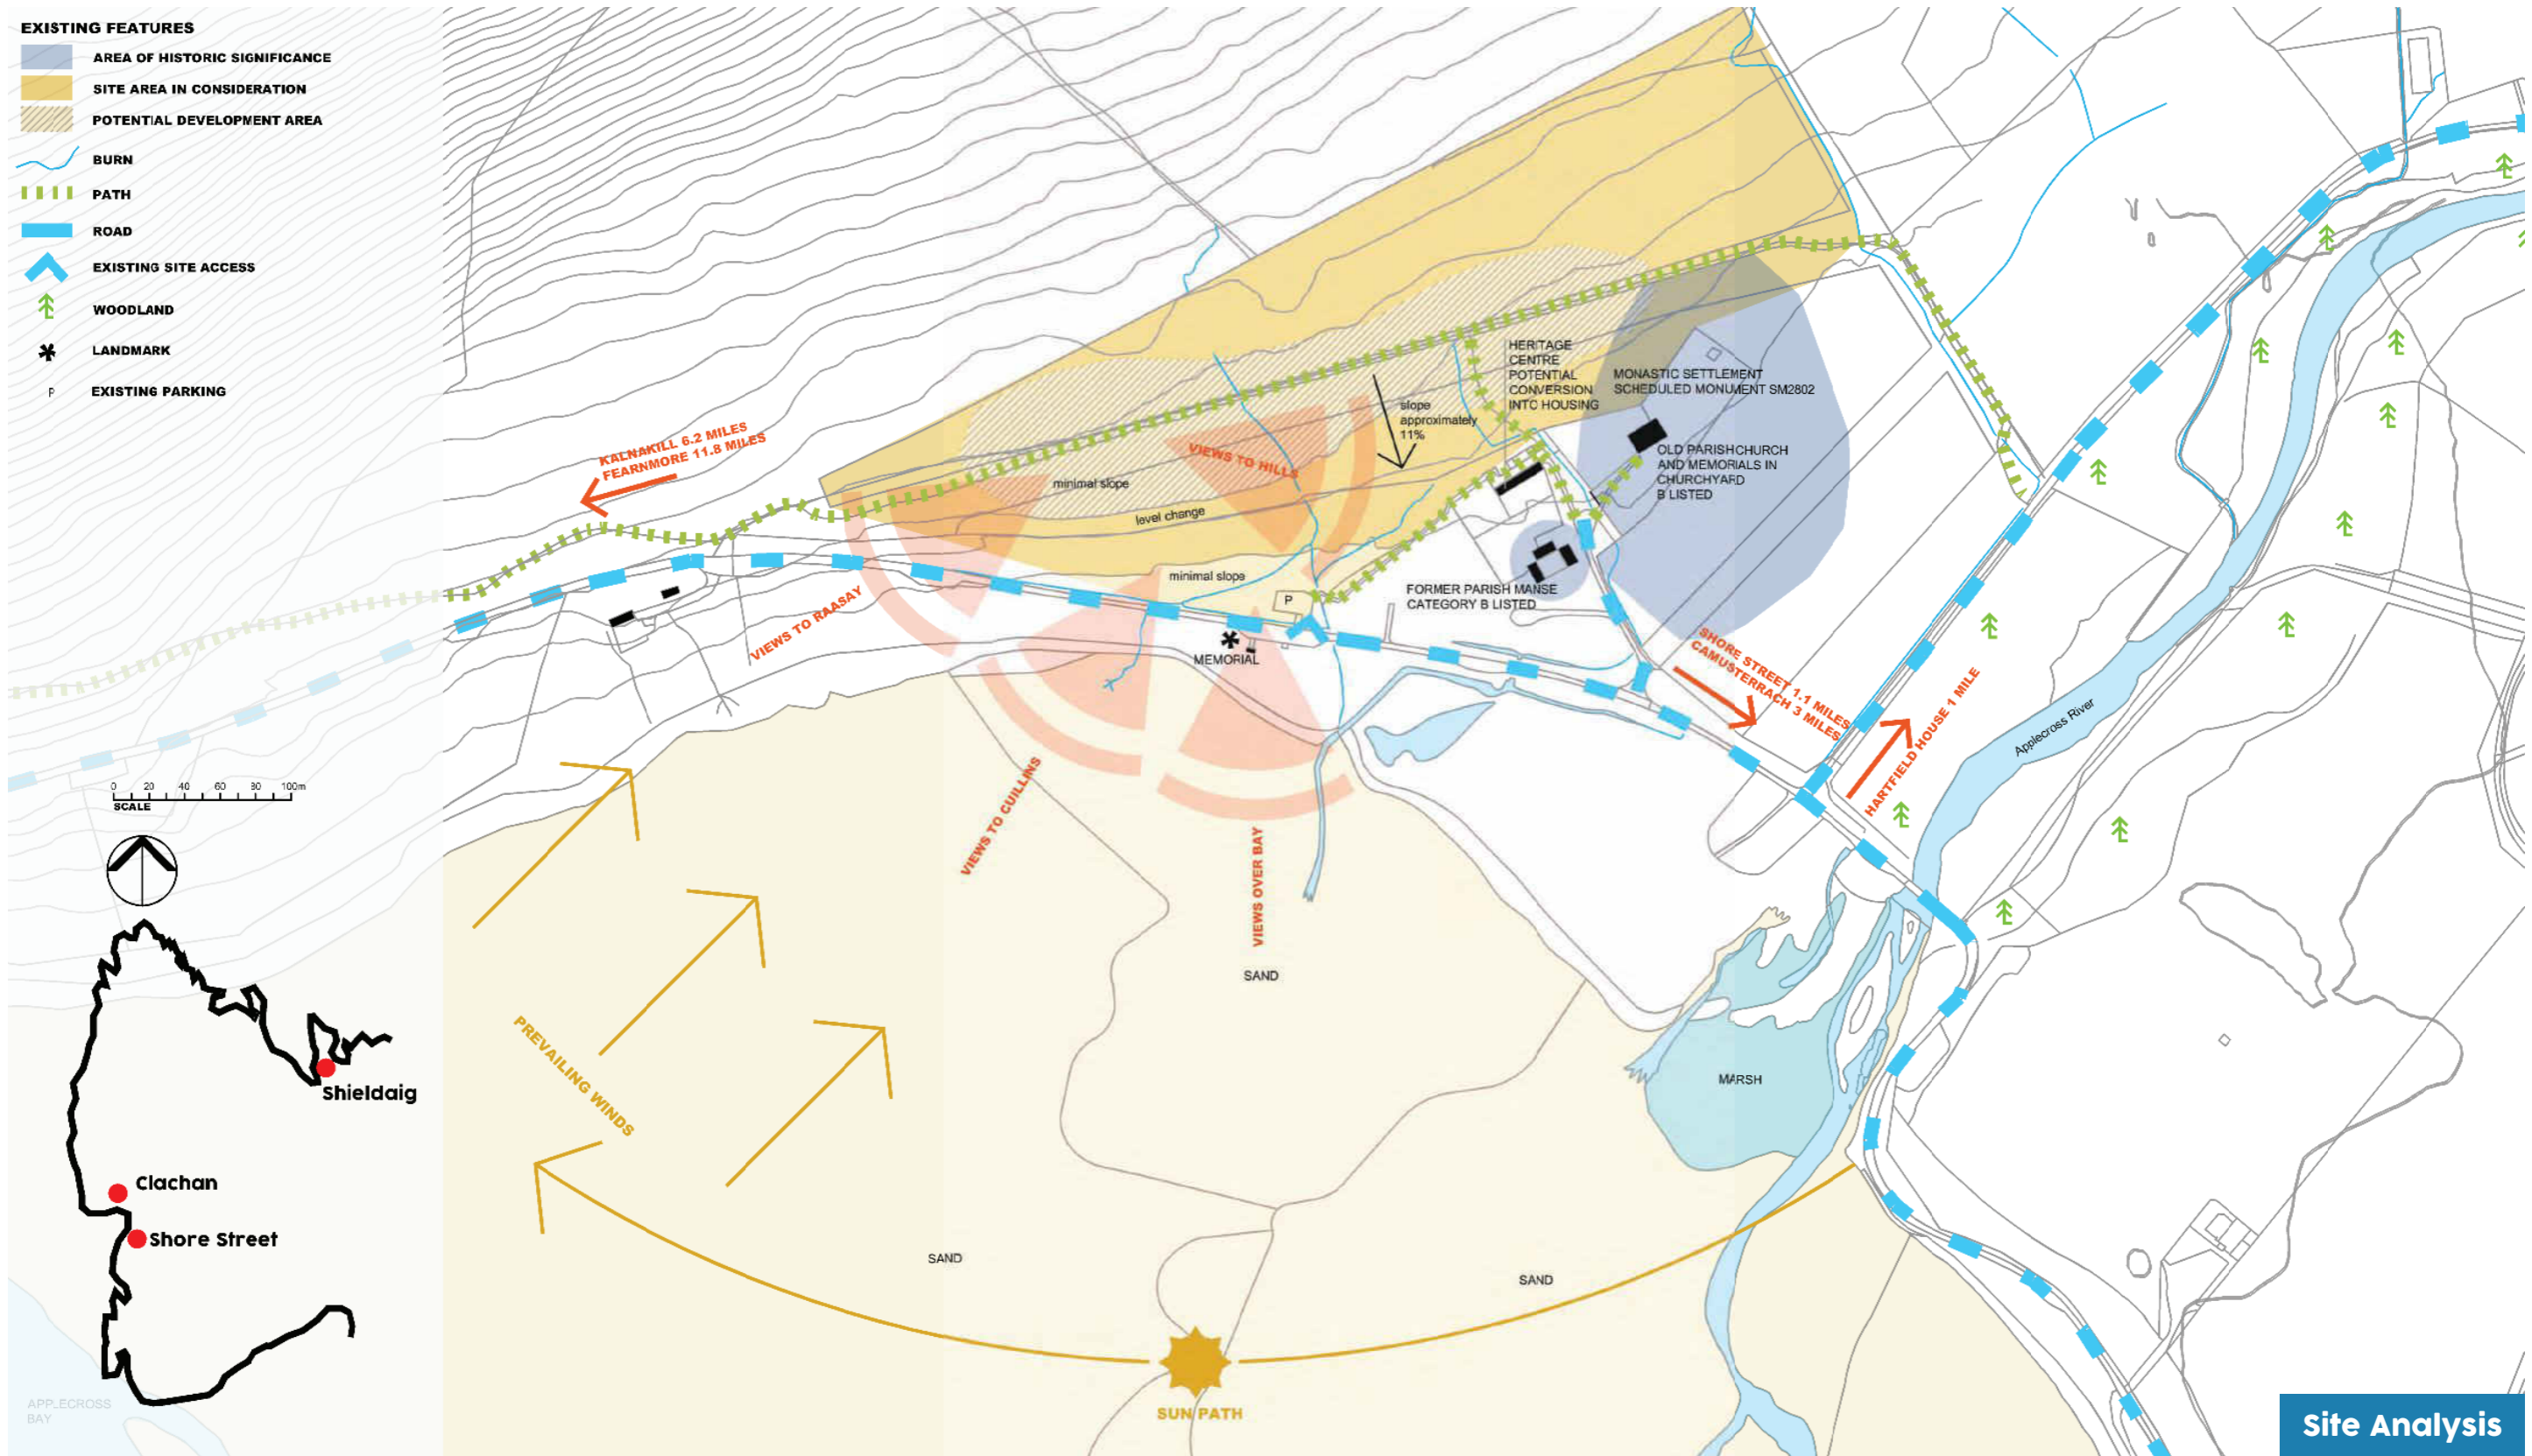 EXISTING FEATURES
AREA OF HISTORIC SIGNIFICANCE
SITE AREA IN CONSIDERATION
POTENTIAL DEVELOPMENT AREA
BURN
PATH
ROAD
EXISTING SITE ACCESS
WOODLAND
LANDMARK
P
EXISTING PARKING
KALNAKILL 6.2 MILES
FEARNMORE 11.8 MILES
HERITAGE
CENTRE
POTENTIAL
CONVERSION
INTO HOUSING
MONASTIC SETTLEMENT
SCHEDULED MONUMENT SM2802
slope
approximately
11%
OLD PARISH CHURCH
AND MEMORIALS IN
CHURCHYARD
B LISTED
VIEWS TO HILLS
minimal slope
level change
minimal slope
P
FORMER PARISH MANSE
CATEGORY B LISTED
VIEWS TO RAASAY
MEMORIAL
SHORE STREET 1.1 MILES
CAMUSTERRACH 3 MILES
HARTFIELD HOUSE 1 MILE
Applecross River
VIEWS TO CUILLINS
VIEWS OVER BAY
0 20 40 60 80 100m
SCALE
SAND
PREVAILING WINDS
MARSH
Shieldaig
Clachan
Shore Street
SAND
SAND
SUN PATH
APPLECROSS
BAY
Site Analysis